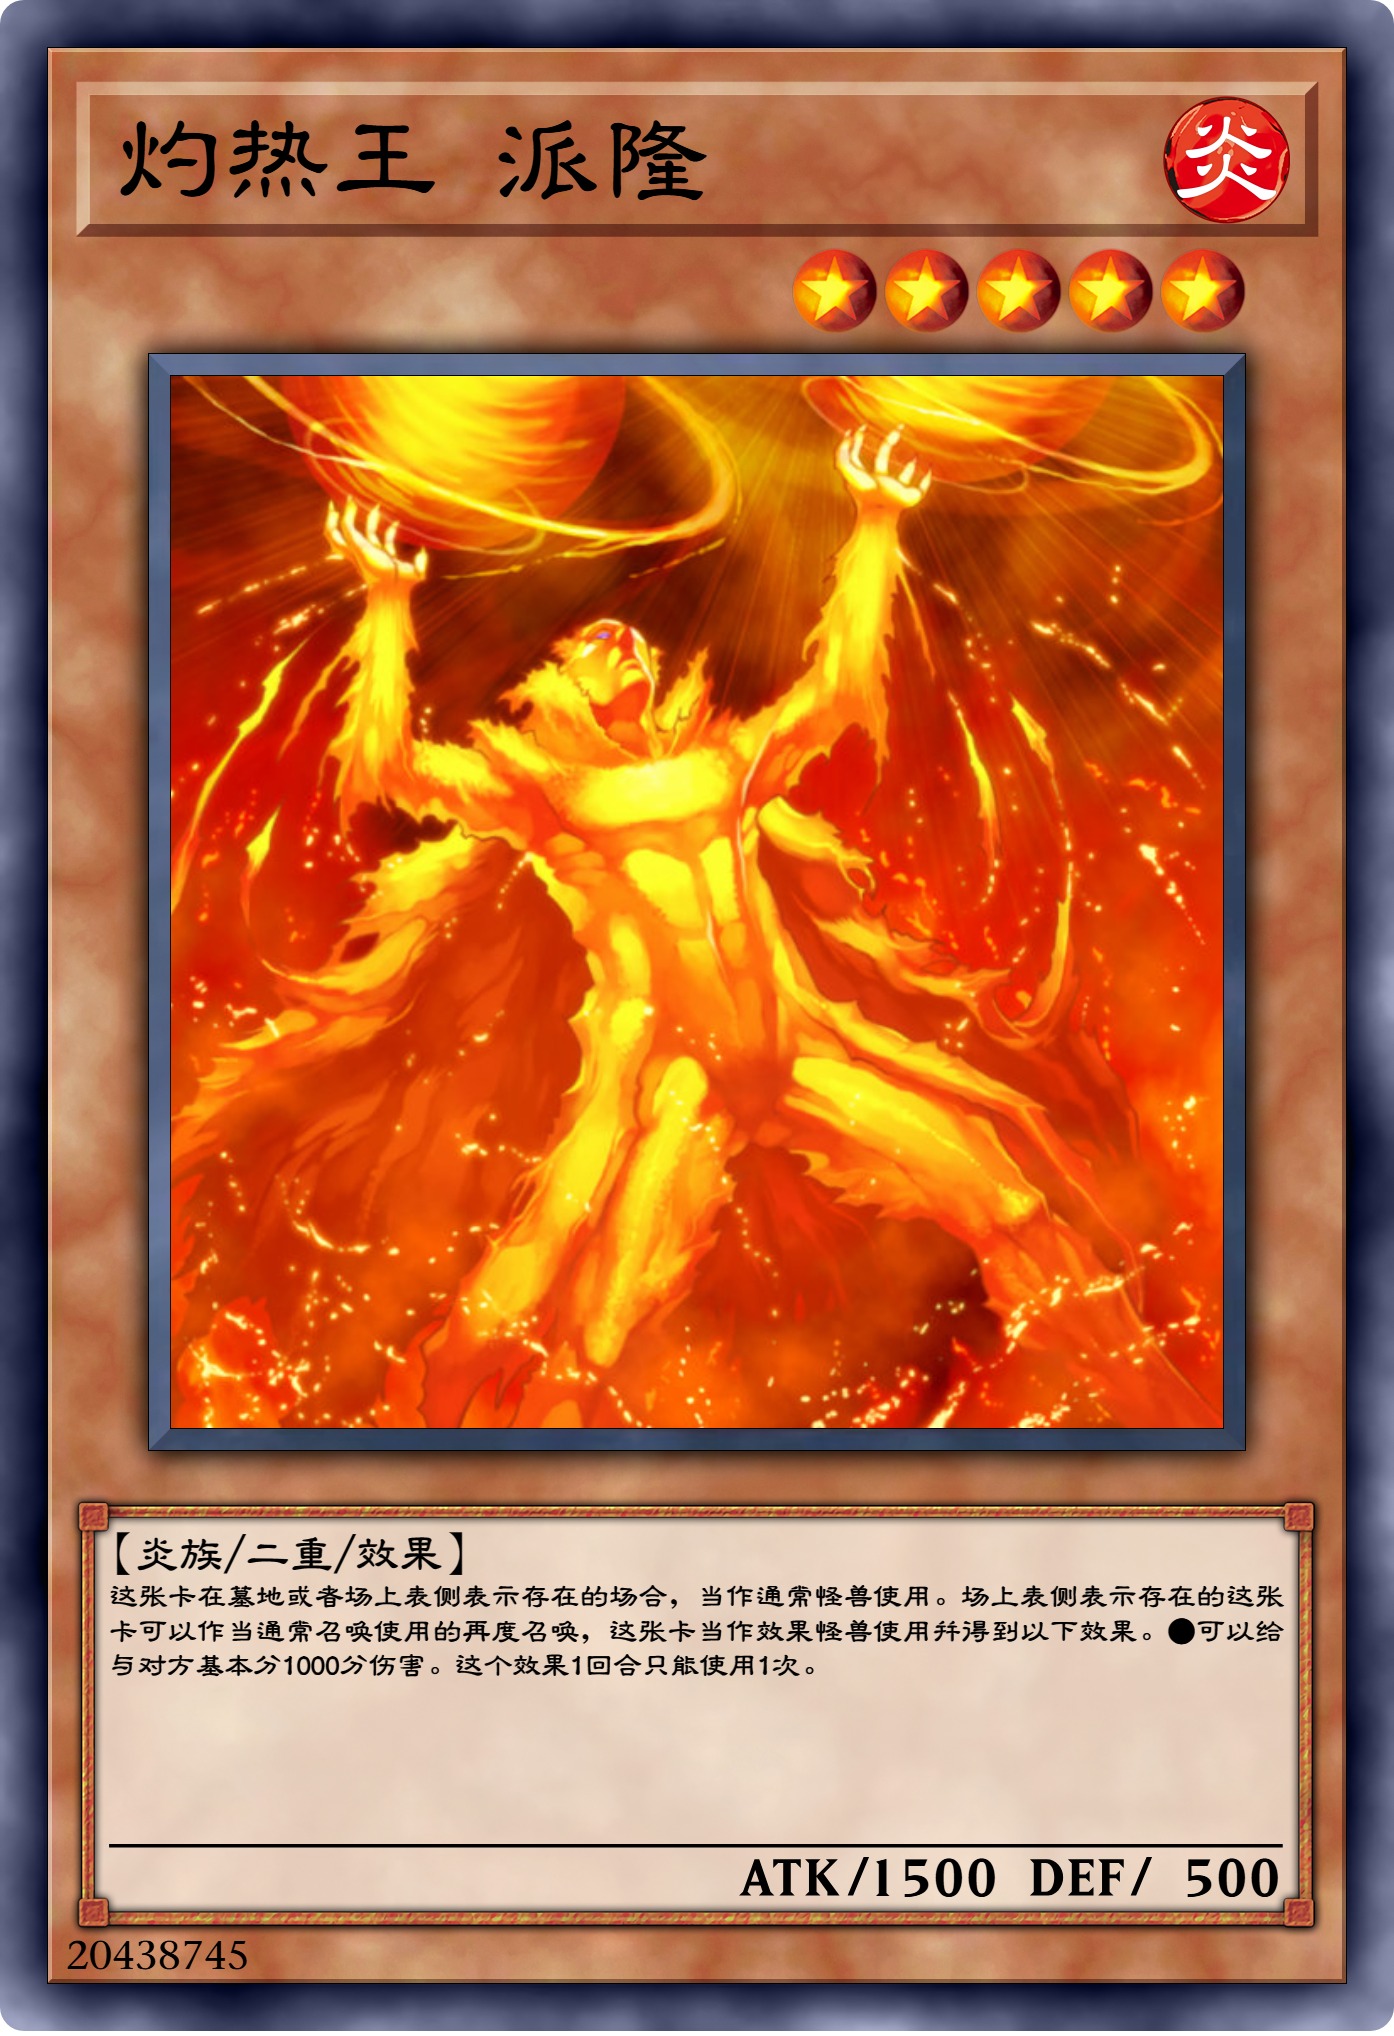 灼热王 派隆
炎
【炎族/二重/效果】
这张卡在墓地或者场上表侧表示存在的场合，当作通常怪兽使用。场上表侧表示存在的这张
卡可以作当通常召唤使用的再度召唤，这张卡当作效果怪兽使用并得到以下效果。●可以给
与对方基本分1000分伤害。这个效果1回合只能使用1次。
ATK/1500 DEF/ 500
20438745